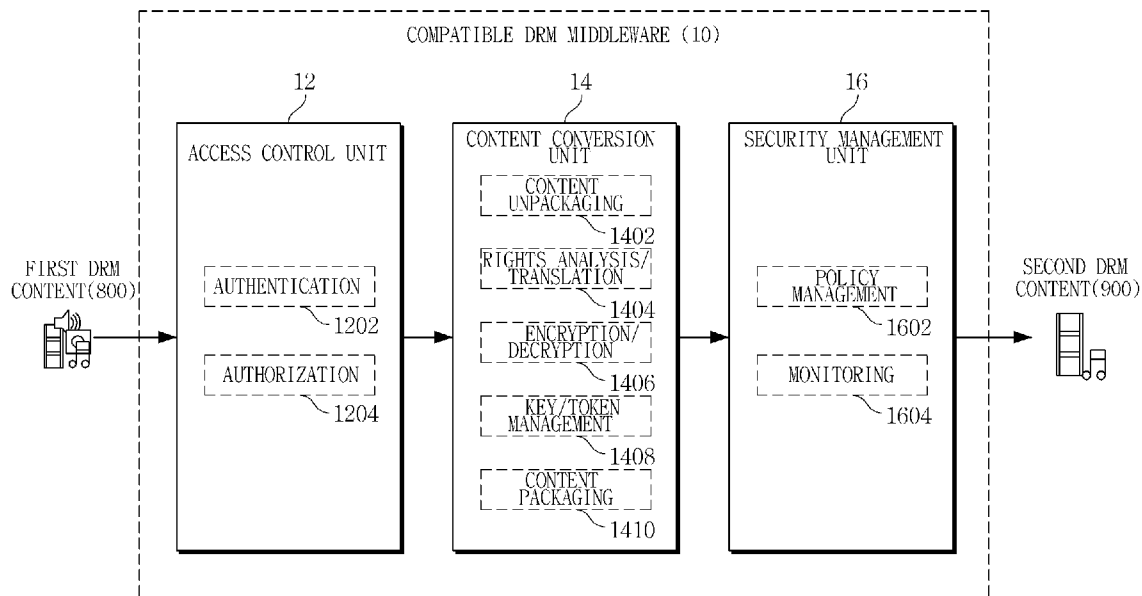 COMPATIBLE DRM MIDDLEWARE (10)
12
14
16
ACCESS CONTROL UNIT
CONTENT CONVERSION
UNIT
SECURITY MANAGEMENT
UNIT
CONTENT
UNPACKAGING
1402
RIGHTS ANALYSIS/
TRANSLATION
1404
FIRST DRM
CONTENT(800)
AUTHENTICATION
1202
POLICY
MANAGEMENT
1602
SECOND DRM
CONTENT(900)
ENCRYPTION/
DECRYPTION
1406
AUTHORIZATION
1204
MONITORING
1604
KEY/TOKEN
MANAGEMENT
1408
CONTENT
PACKAGING
1410